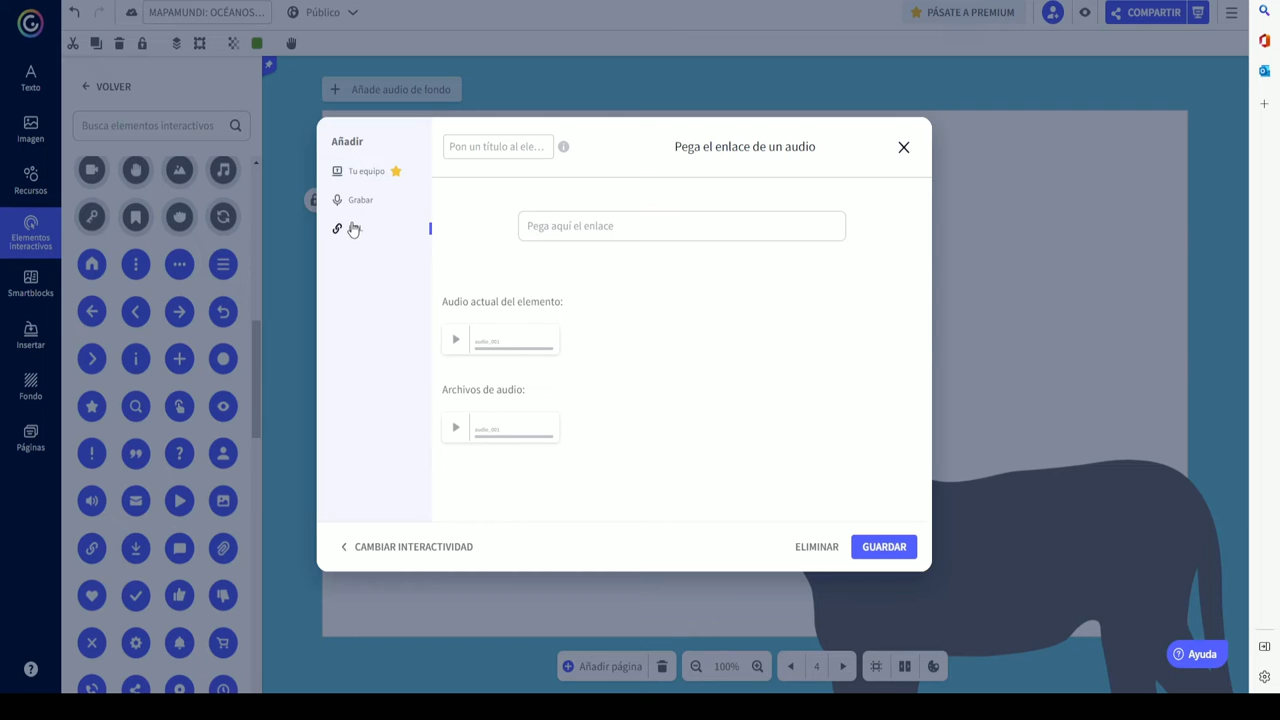 MAPAMUNDI: OCÉANOS...
Público
PÁSATE A PREMIUM
COMPARTIR
Texto
Imagen
Recursos
Elementos
interactivos
Smartblocks
Insertar
Fondo
Páginas
VOLVER
Busca elementos interactivos
Añade audio de fondo
Añadir
Tu equipo
Grabar
Pon un título al ele...
Pega el enlace de un audio
Pega aquí el enlace
Audio actual del elemento:
audio_001
Archivos de audio:
audio_001
CAMBIAR INTERACTIVIDAD
ELIMINAR
GUARDAR
Añadir página
100%
4
Ayuda